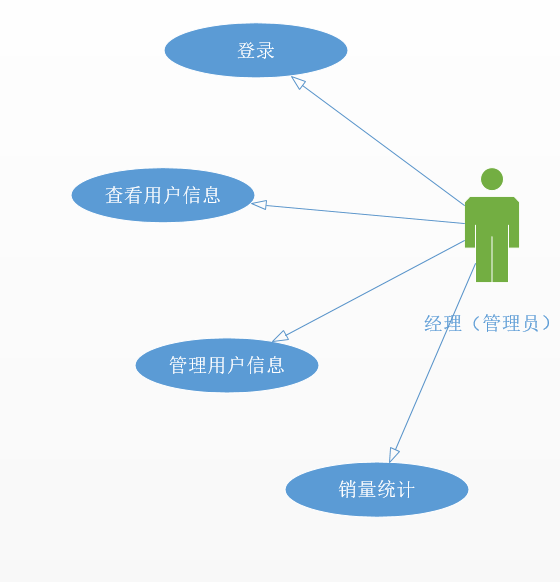 登录
查看用户信息
经理（管理员）
管理用户信息
销量统计